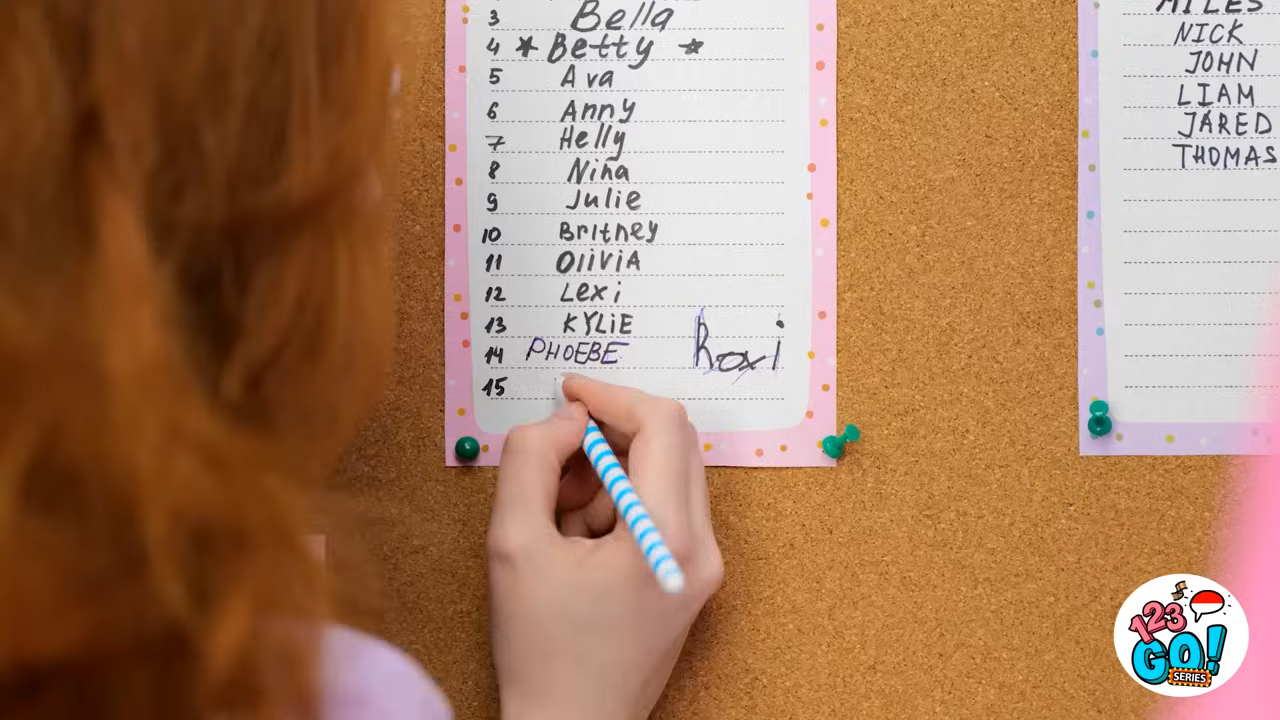 3 Bella
4 * Betty *
5 Ava
6 Anny
7 Helly
8 Nina
9 Julie
10 Britney
11 OliviA
12 Lexi
13 KYLiE
14 PHOEBE Roxi
15
MILES
NICK
JOHN
LIAM
JARED
THOMAS
123
GO!
SERIES